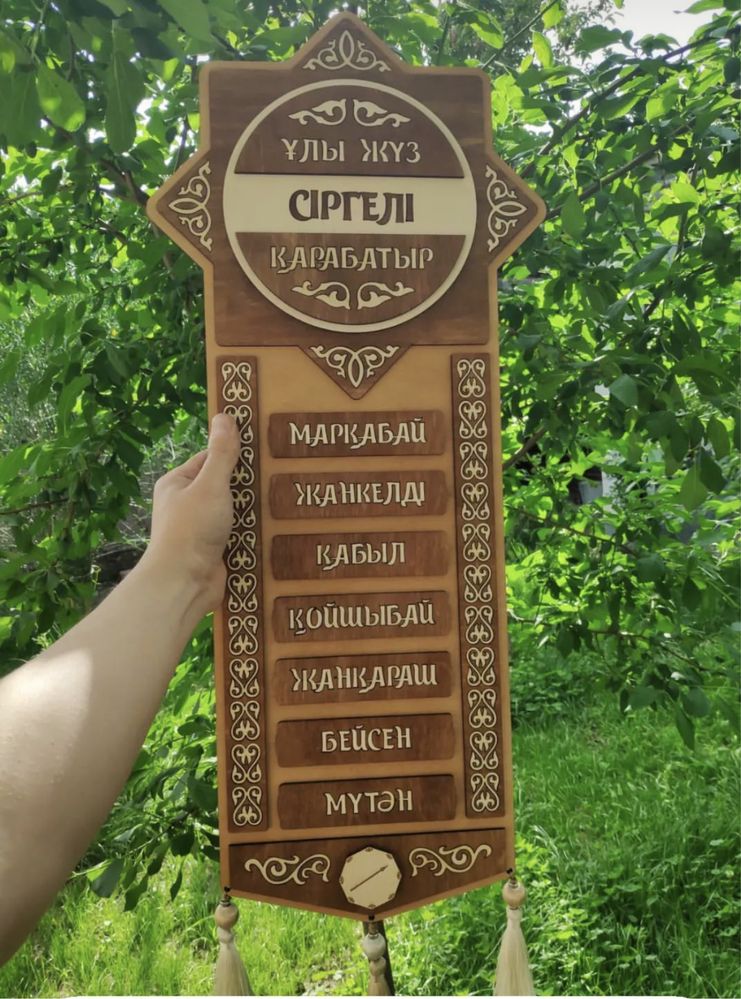 ҰЛЫ ЖҮЗ
СІРГЕЛІ
ҚАРАБАТЫР
МАРҚАБАЙ
ЖАНКЕЛДІ
ҚАБЫЛ
ҚОЙШЫБАЙ
ЖАНҚАРАШ
БЕЙСЕН
МҮТӘН